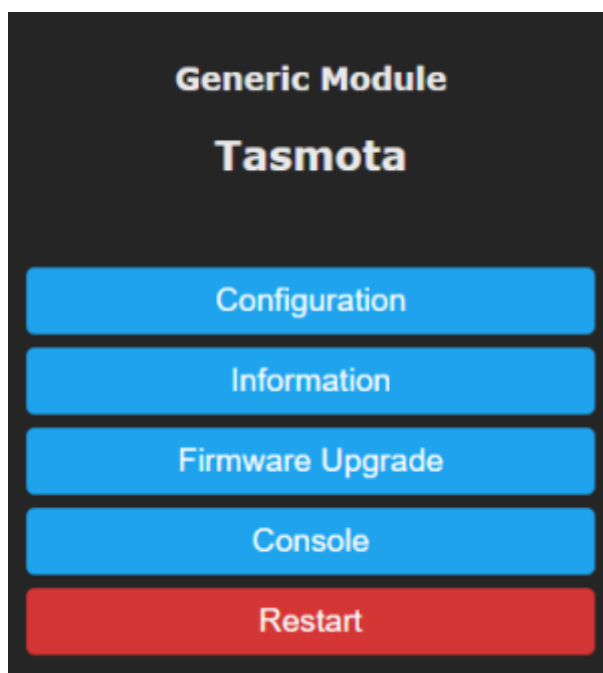 Generic Module
Tasmota
Configuration
Information
Firmware Upgrade
Console
Restart